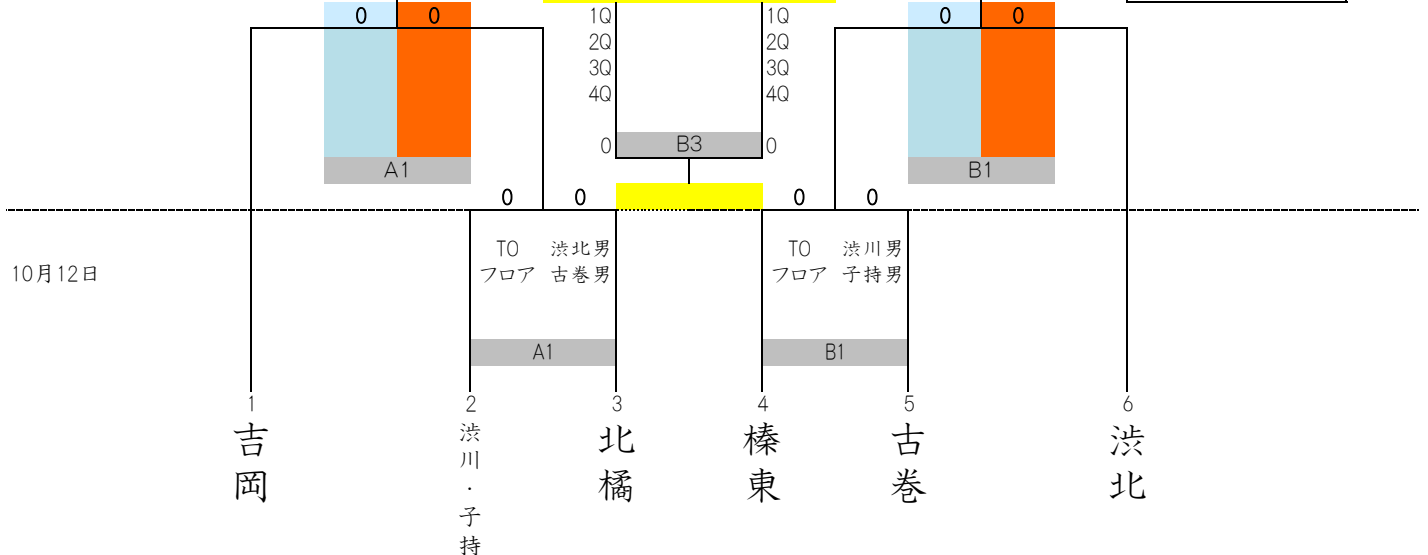 0 0 1Q 1Q 0 0
2Q 2Q
3Q 3Q
4Q 4Q
0 B3 0
A1 B1
0 0 0 0
TO 渋北男 TO 渋川男
10月12日 フロア 古巻男 フロア 子持男
A1 B1
1 2 3 4 5 6
吉岡
渋川・子持
北橘
榛東
古巻
渋北